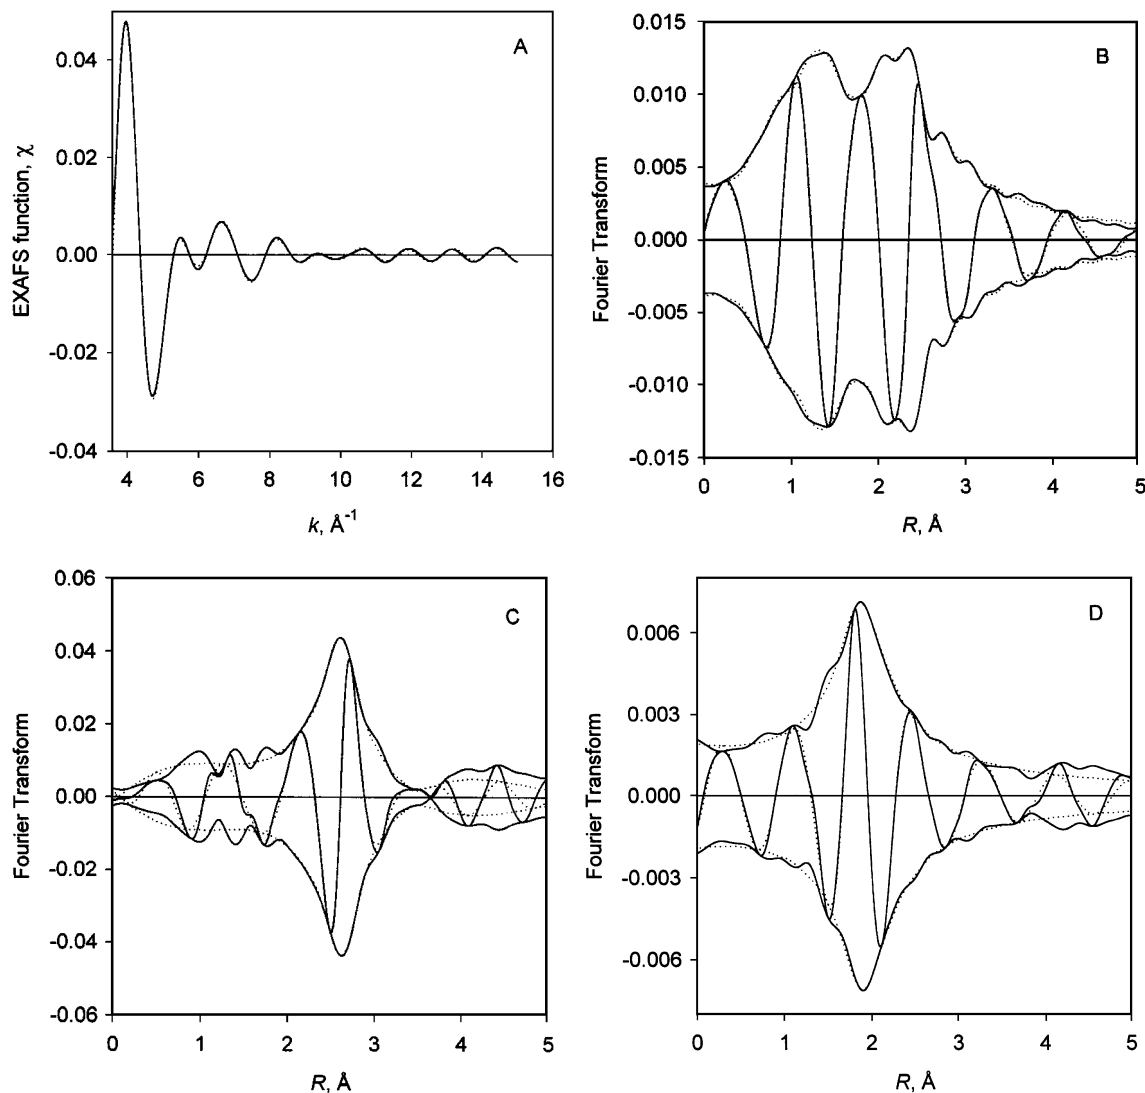 A
EXAFS function, χ
0.04
0.02
0.00
-0.02
-0.04
4 6 8 10 12 14 16
k, Å-1
B
Fourier Transform
0.015
0.010
0.005
0.000
-0.005
-0.010
-0.015
0 1 2 3 4 5
R, Å
C
Fourier Transform
0.06
0.04
0.02
0.00
-0.02
-0.04
-0.06
0 1 2 3 4 5
R, Å
D
Fourier Transform
0.006
0.003
0.000
-0.003
-0.006
0 1 2 3 4 5
R, Å